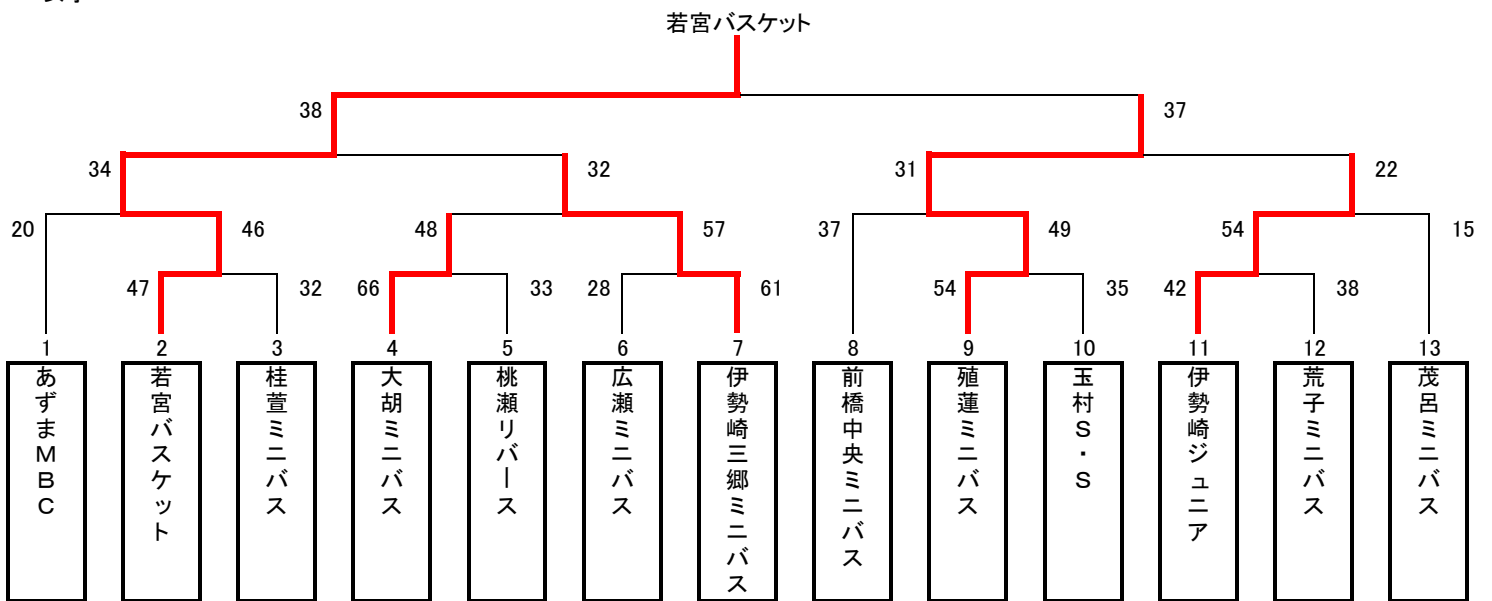 若宮バスケット
38 37
34 32 31 22
20 46 48 57 37 49 54 15
47 32 66 33 28 61 54 35 42 38
1 2 3 4 5 6 7 8 9 10 11 12 13
あずまMBC
若宮バスケット
桂萱ミニバス
大胡ミニバス
桃瀬リバース
広瀬ミニバス
伊勢崎三郷ミニバス
前橋中央ミニバス
殖蓮ミニバス
玉村S・S
伊勢崎ジュニア
荒子ミニバス
茂呂ミニバス